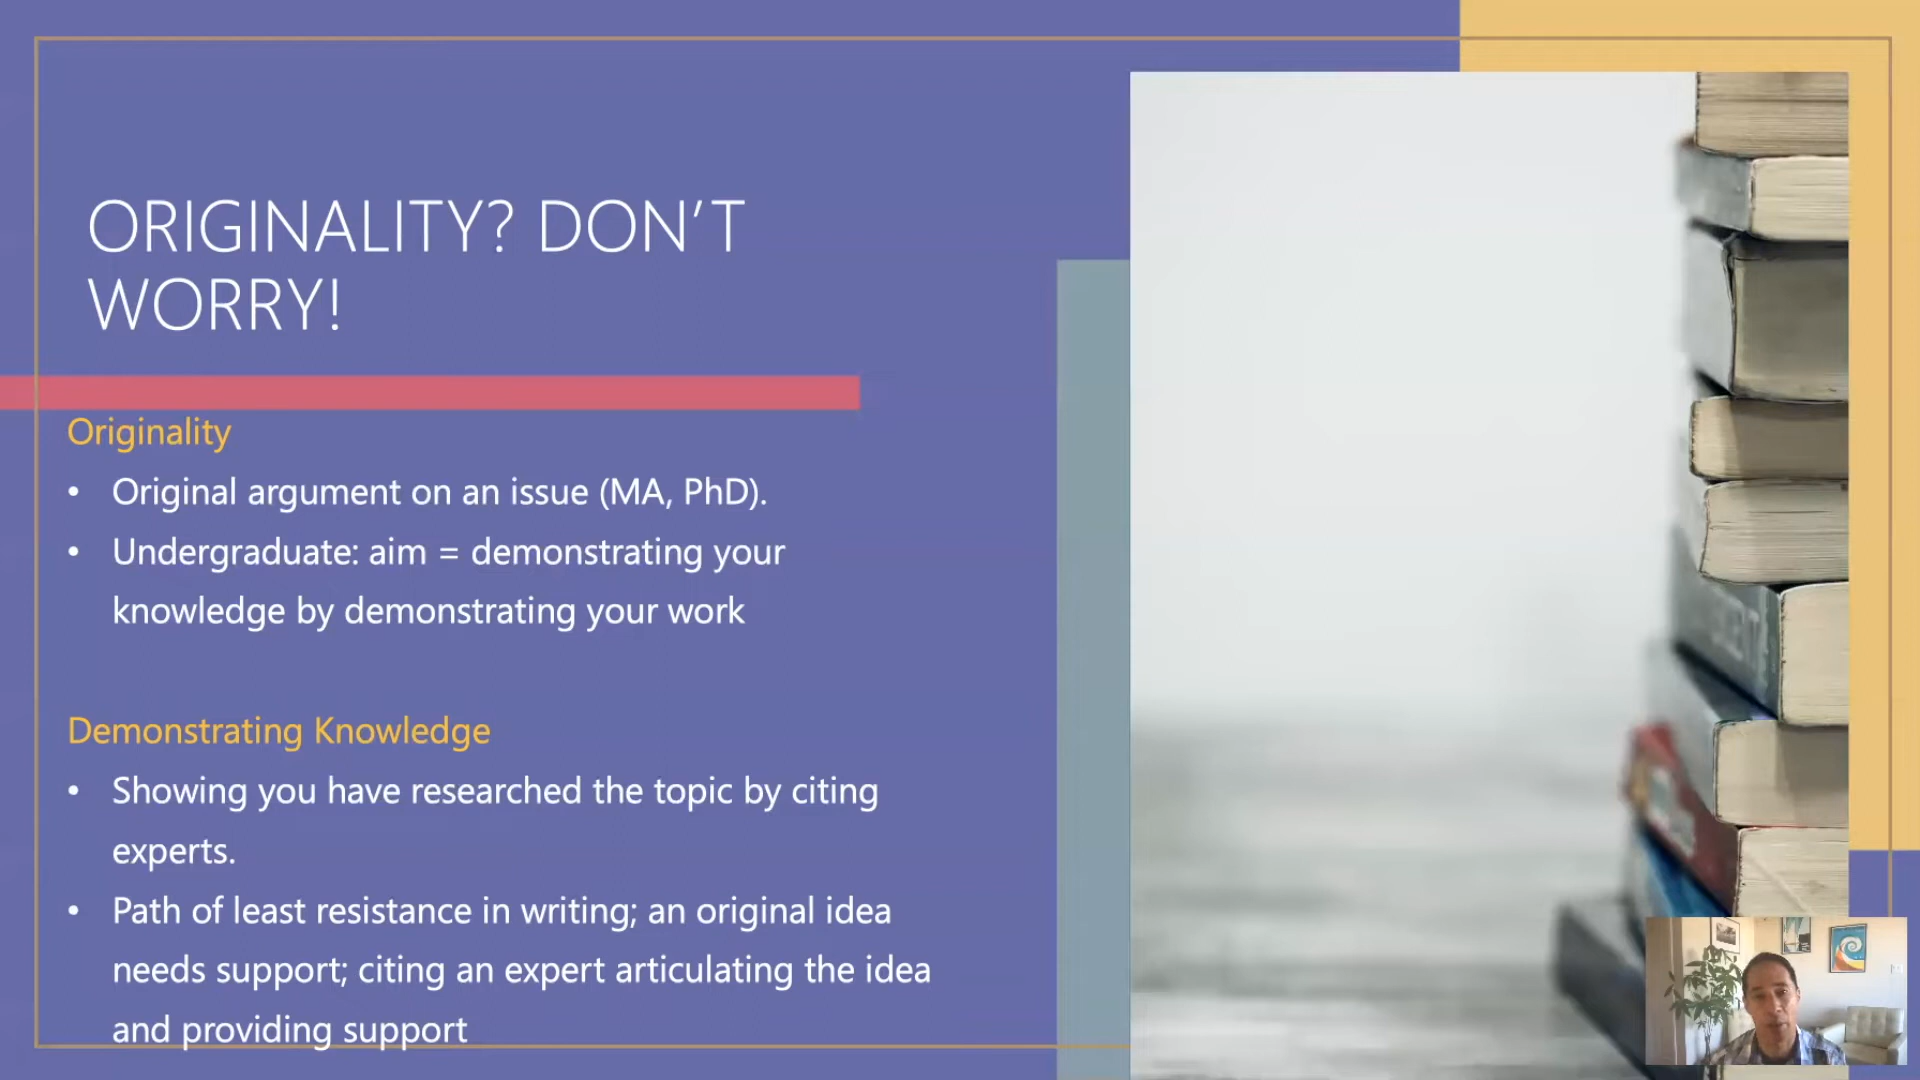 ORIGINALITY? DON’T
WORRY!
Originality
• Original argument on an issue (MA, PhD).
• Undergraduate: aim = demonstrating your
knowledge by demonstrating your work
Demonstrating Knowledge
• Showing you have researched the topic by citing
experts.
• Path of least resistance in writing; an original idea
needs support; citing an expert articulating the idea
and providing support